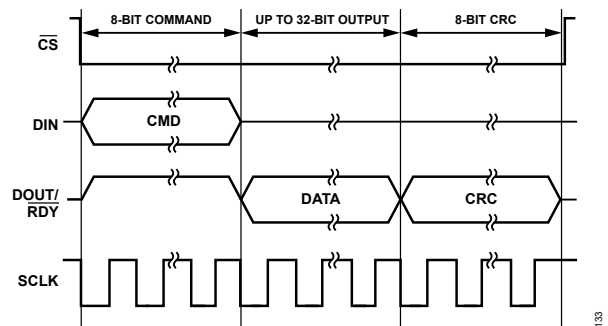 8-BIT COMMAND
UP TO 32-BIT OUTPUT
8-BIT CRC
CS
DIN
CMD
DOUT/
RDY
DATA
CRC
SCLK
133